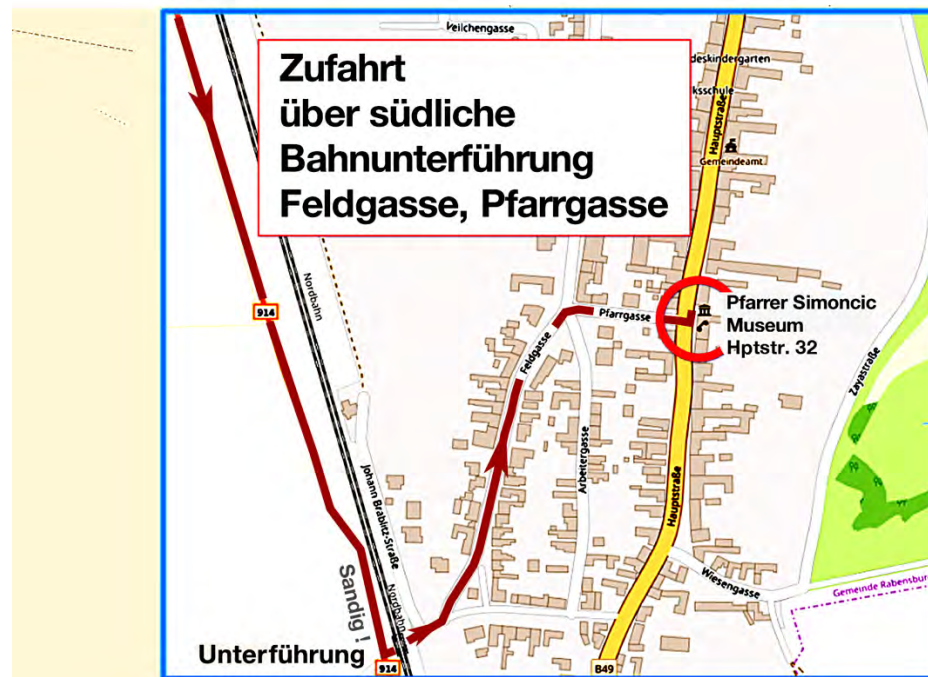 Veilchengasse
Zufahrt
über südliche
Bahnunterführung
Feldgasse, Pfarrgasse
deskindergarten
ksschule
Hauptstraße
Gemeindeamt
Nordbahn
914
Pfarrgasse
Pfarrer Simoncic
Museum
Hptstr. 32
Feldgasse
Zayastraße
Arbeitergasse
Johann Brablitz-Straße
Hauptstraße
Wiesengasse
Gemeinde Rabensburg
Sandig !
Nordbahn
Unterführung
914
B49